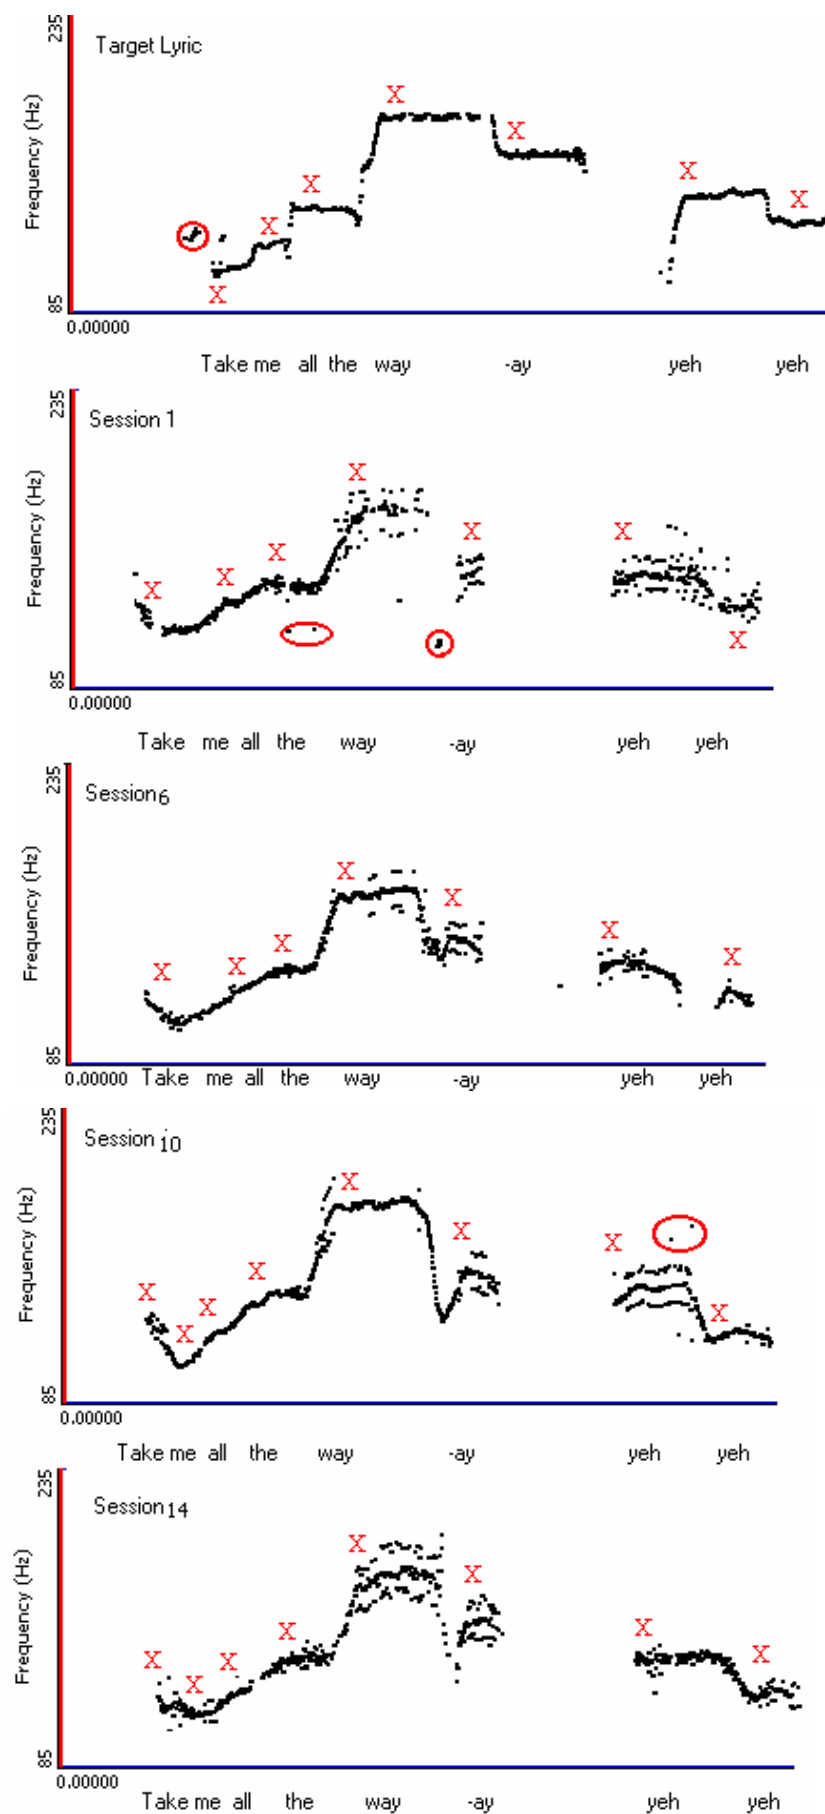 235
Target Lyric
X
X
X
X
X
X
X
X
Frequency (Hz)
85
0.00000
Take me all the way -ay yeh yeh
235
Session 1
X
X
X
X
X
X
X
X
Frequency (Hz)
85
0.00000
Take me all the way -ay yeh yeh
235
Session 6
X
X
X
X
X
X
X
Frequency (Hz)
85
0.00000 Take me all the way -ay yeh yeh
235
Session 10
X
X
X
X
X
X
X
X
Frequency (Hz)
85
0.00000
Take me all the way -ay yeh yeh
235
Session 14
X
X
X
X
X
X
X
X
Frequency (Hz)
85
0.00000
Take me all the way -ay yeh yeh